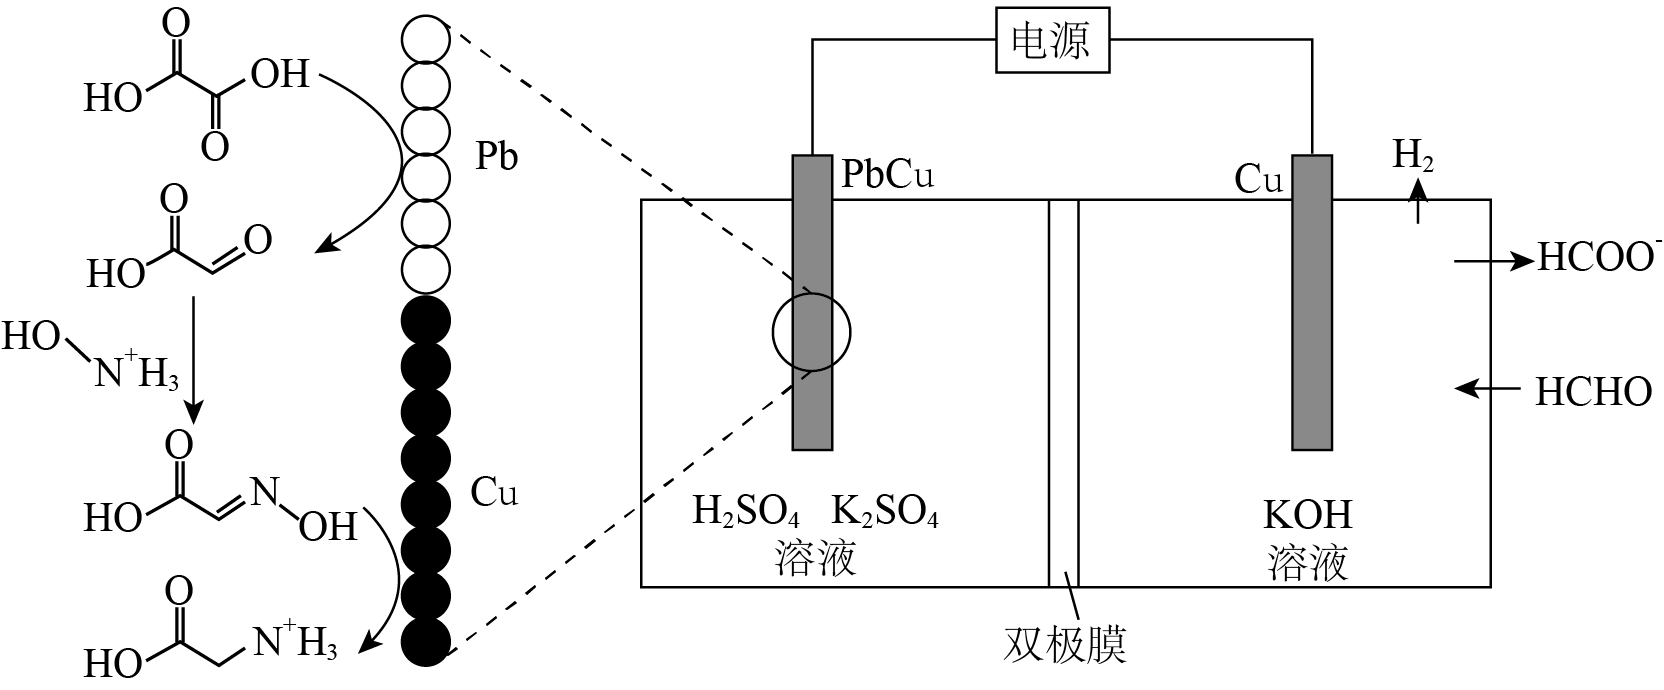 O
HO
OH
O
O
HO
O
HO
N⁺H₃
O
HO
N
OH
O
HO
N⁺H₃
Pb
Cu
电源
PbCu
Cu
H₂
HCOO⁻
HCHO
H₂SO₄ K₂SO₄
溶液
KOH
溶液
双极膜